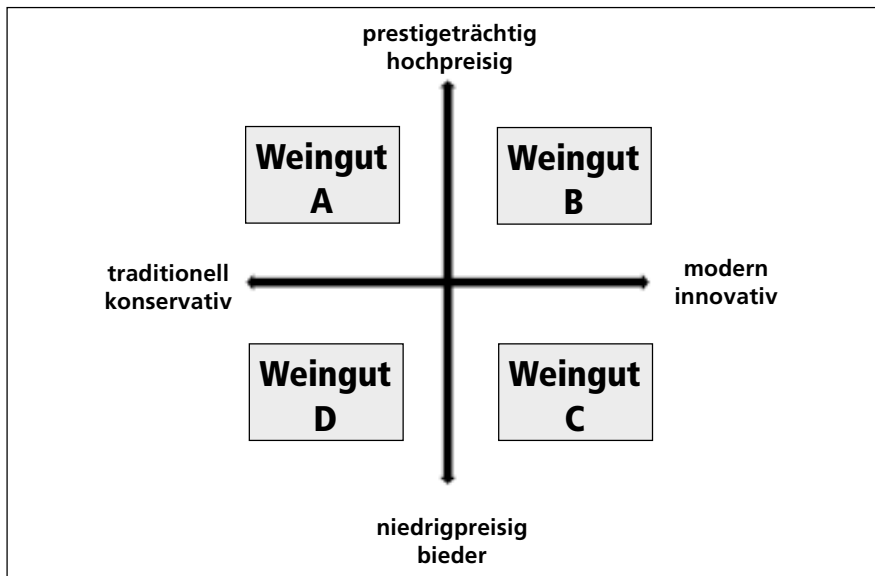 prestigeträchtig
hochpreisig
Weingut
A
Weingut
B
traditionell
konservativ
modern
innovativ
Weingut
D
Weingut
C
niedrigpreisig
bieder